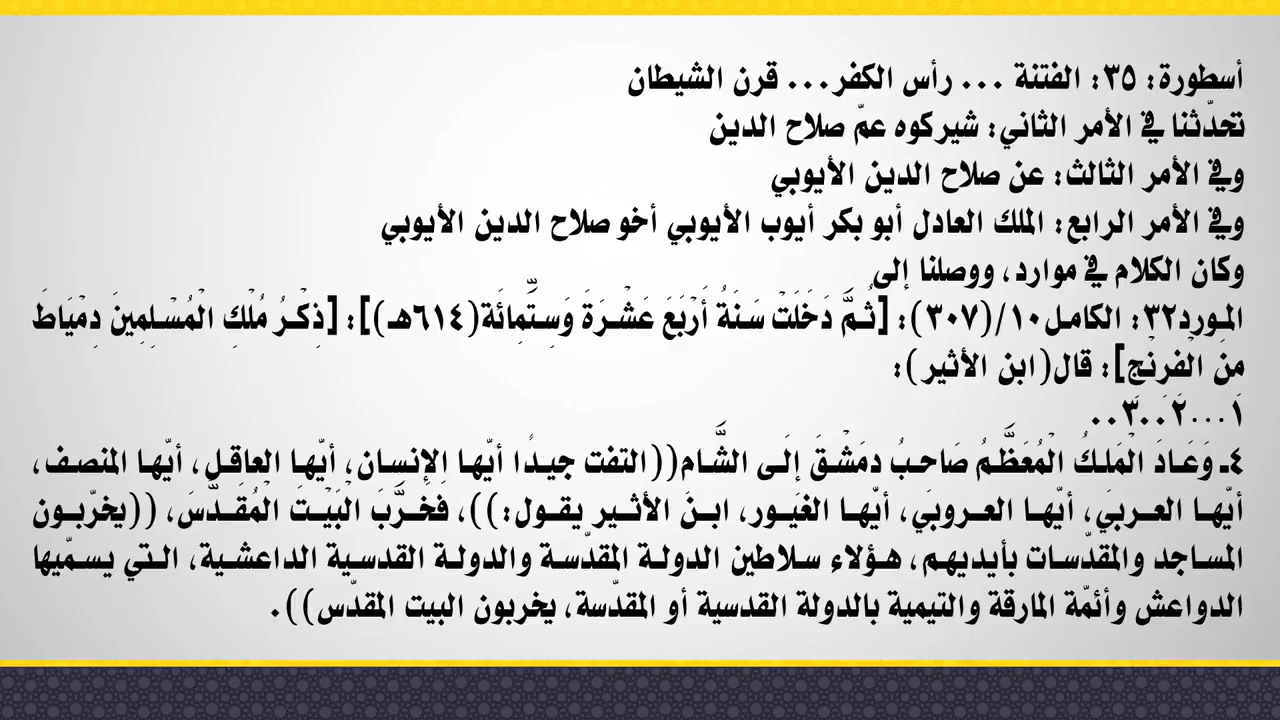 أسطورة: ٣٥: الفتنة ... رأس الكفر... قرن الشيطان
تحدّثنا في الأمر الثاني: شيركوه عمّ صلاح الدين
وفي الأمر الثالث: عن صلاح الدين الأيوبي
وفي الأمر الرابع: الملك العادل أبو بكر أيوب الأيوبي أخو صلاح الدين الأيوبي
وكان الكلام في موارد، ووصلنا إلى
المورد٣٢: الكامل١٠/(٣٠٧): [ثُمَّ دَخَلَتْ سَنَةُ أَرْبَعَ عَشْرَةَ وَسِتِّمِائَة(٦١٤هـ)]: [ذِكْرُ مُلْكِ الْمُسْلِمِينَ دِمْيَاطَ
مِنَ الْفِرِنْجِ]: قال(ابن الأثير):
١...٢..٣..
٤ـ وَعَادَ الْمَلِكُ الْمُعَظَّمُ صَاحِبُ دِمَشْقَ إِلَى الشَّام((التفت جيدًا أيّها الإنسان، أيّها العاقل، أيّها المنصف،
أيّها العربي، أيّها العروبي، أيّها الغيور، ابن الأثير يقول:))، فَخَرَّبَ الْبَيْتَ الْمُقَدَّسَ، ((يخرّبون
المساجد والمقدّسات بأيديهم، هؤلاء سلاطين الدولة المقدّسة والدولة القدسية الداعشية، التي يسمّيها
الدواعش وأئمّة المارقة والتيمية بالدولة القدسية أو المقدّسة، يخربون البيت المقدّس)).